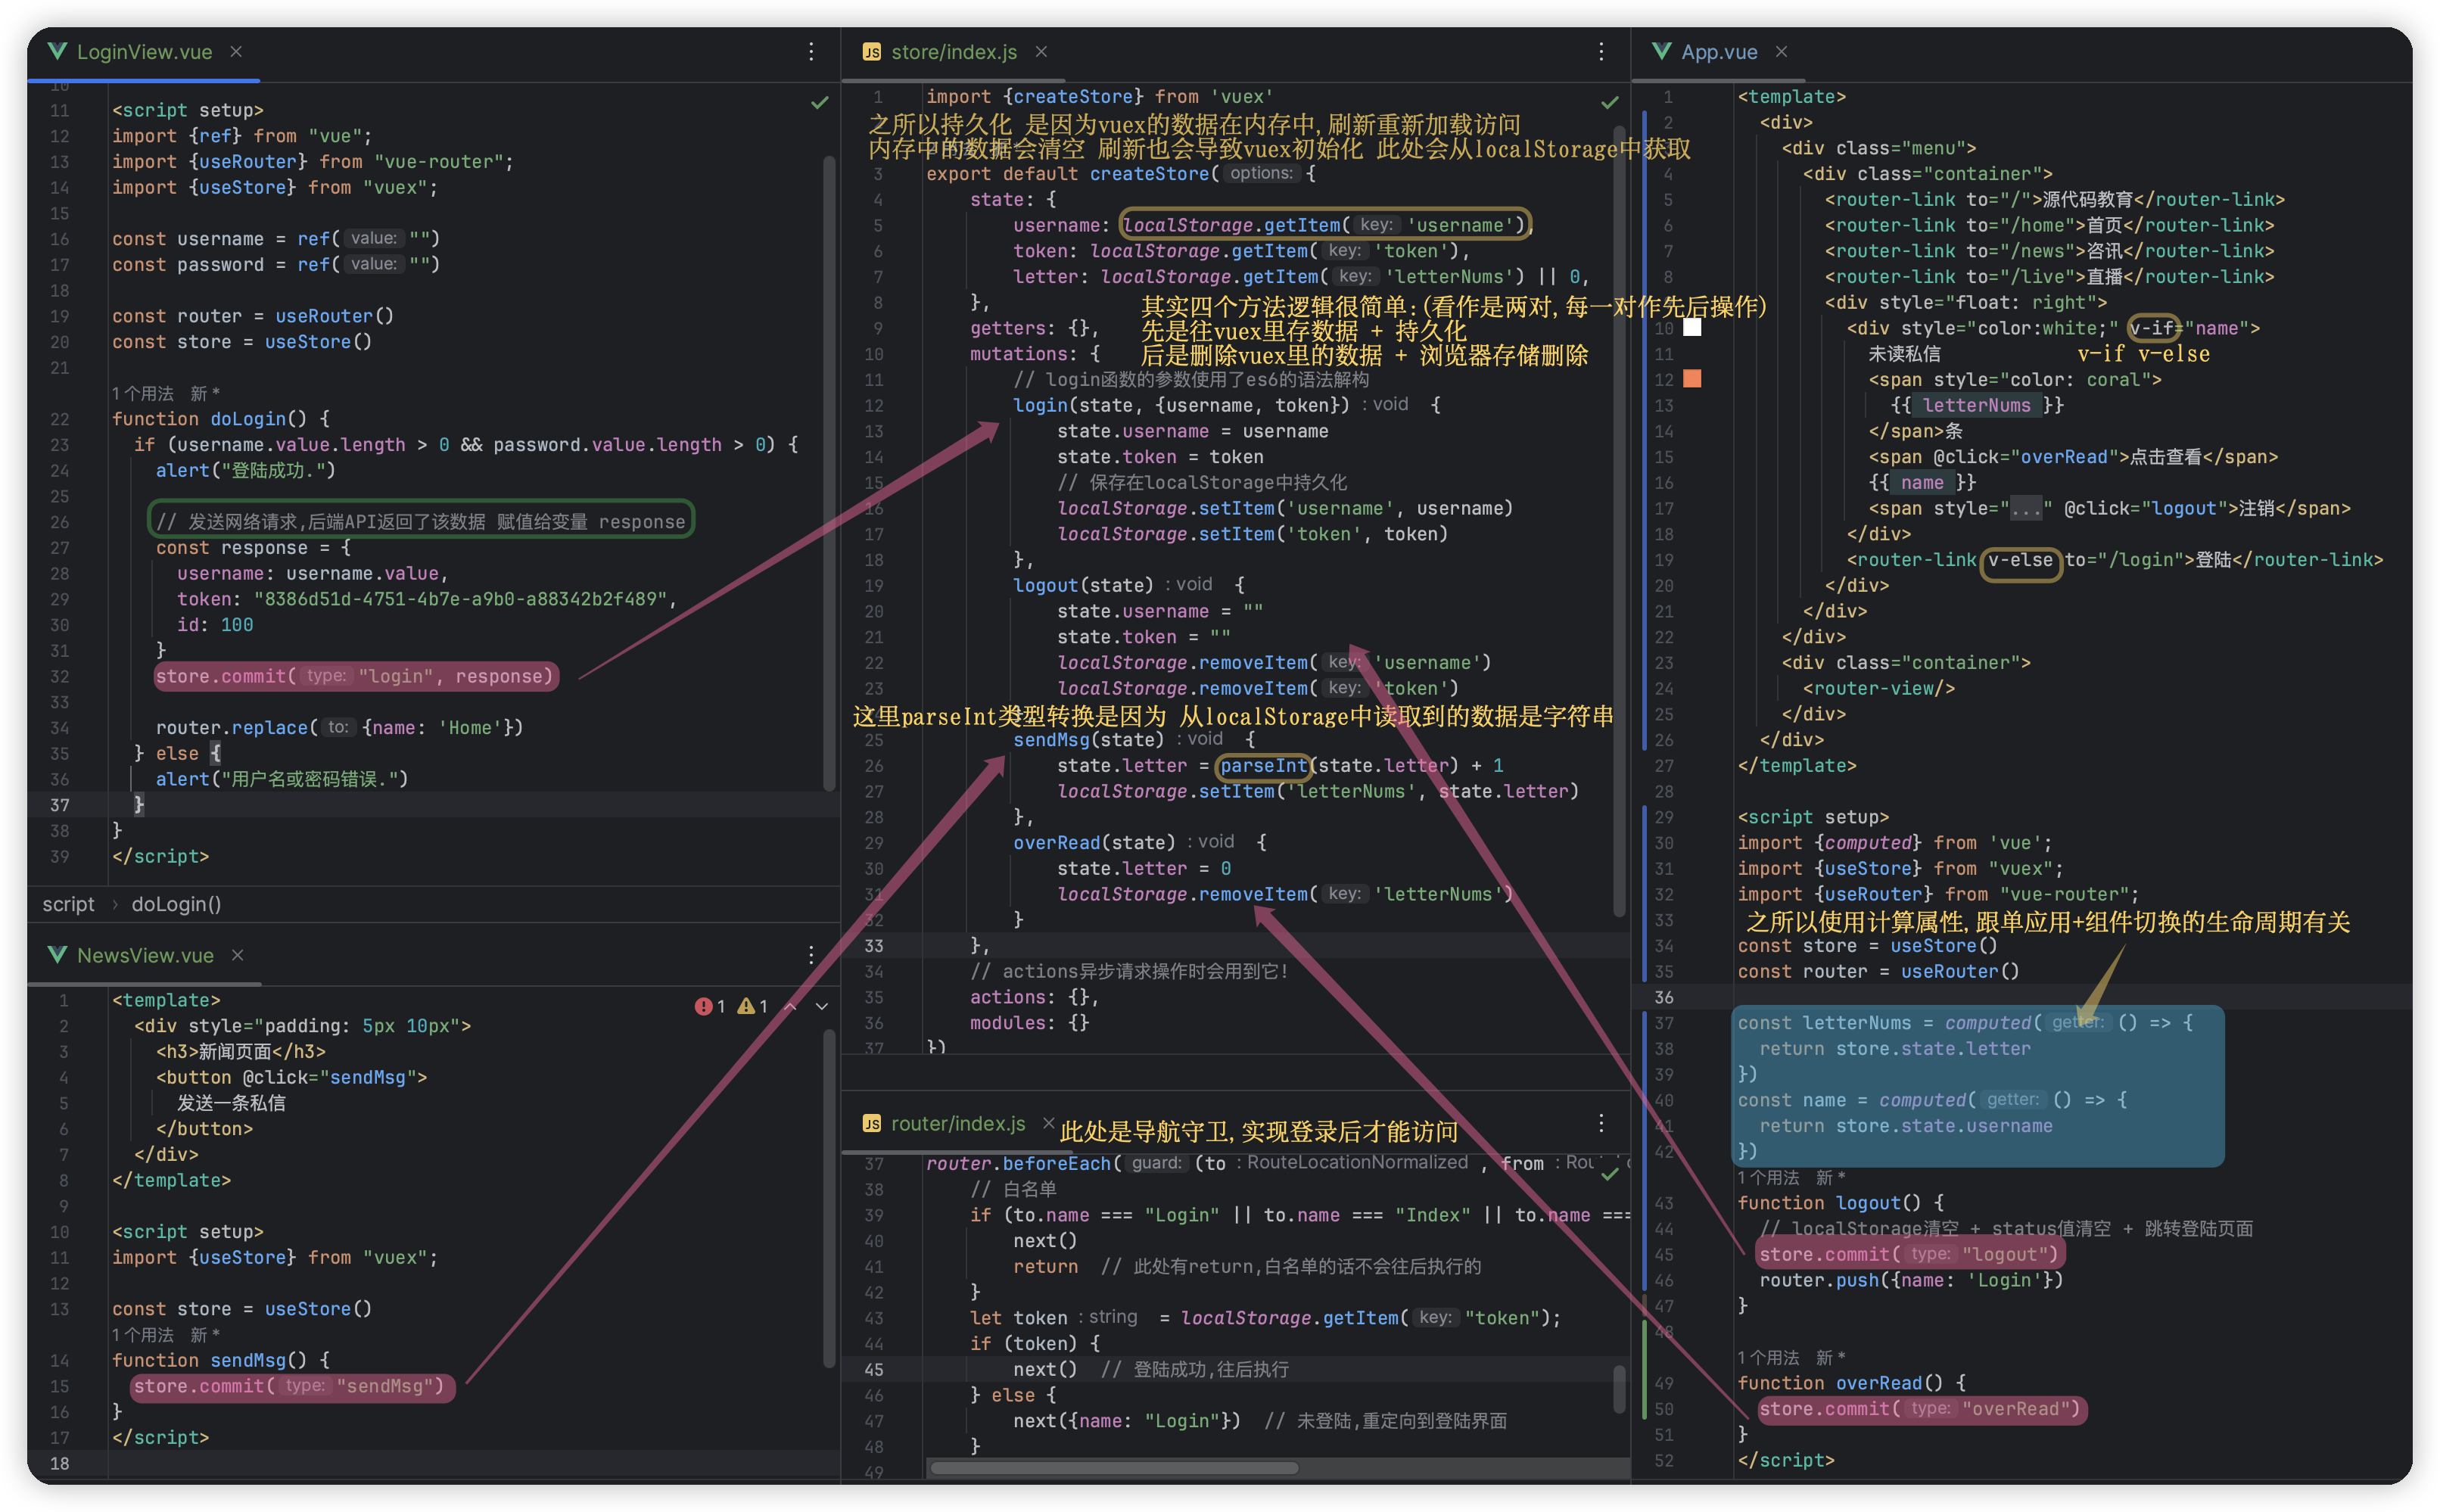 LoginView.vue
10
11 <script setup>
12 import {ref} from "vue";
13 import {useRouter} from "vue-router";
14 import {useStore} from "vuex";
15
16 const username = ref( value: "")
17 const password = ref( value: "")
18
19 const router = useRouter()
20 const store = useStore()
21
1 个用法 新 *
22 function doLogin() {
23 if (username.value.length > 0 && password.value.length > 0) {
24 alert("登陆成功.")
25
26 // 发送网络请求,后端API返回了该数据 赋值给变量 response
27 const response = {
28 username: username.value,
29 token: "8386d51d-4751-4b7e-a9b0-a88342b2f489",
30 id: 100
31 }
32 store.commit( type: "login", response)
33
34 router.replace( to: {name: 'Home'})
35 } else {
36 alert("用户名或密码错误.")
37 }
38 }
39 </script>
script › doLogin()
NewsView.vue
1 1
1 <template>
2 <div style="padding: 5px 10px">
3 <h3>新闻页面</h3>
4 <button @click="sendMsg">
5 发送一条私信
6 </button>
7 </div>
8 </template>
9
10 <script setup>
11 import {useStore} from "vuex";
12
13 const store = useStore()
1 个用法 新 *
14 function sendMsg() {
15 store.commit( type: "sendMsg")
16 }
17 </script>
18
JS store/index.js
1 import {createStore} from 'vuex'
之所以持久化 是因为vuex的数据在内存中,刷新重新加载访问
内存中的数据会清空 刷新也会导致vuex初始化 此处会从localStorage中获取
3 export default createStore( options: {
4 state: {
5 username: localStorage.getItem( key: 'username'),
6 token: localStorage.getItem( key: 'token'),
7 letter: localStorage.getItem( key: 'letterNums') || 0,
8 },
其实四个方法逻辑很简单:(看作是两对,每一对作先后操作)
9 getters: {},
先是往vuex里存数据 + 持久化
10 mutations: {
后是删除vuex里的数据 + 浏览器存储删除
11 // login函数的参数使用了es6的语法解构
12 login(state, {username, token}) : void {
13 state.username = username
14 state.token = token
15 // 保存在localStorage中持久化
16 localStorage.setItem('username', username)
17 localStorage.setItem('token', token)
18 },
19 logout(state) : void {
20 state.username = ""
21 state.token = ""
22 localStorage.removeItem( key: 'username')
23 localStorage.removeItem( key: 'token')
这里parseInt类型转换是因为 从localStorage中读取到的数据是字符串
25 sendMsg(state) : void {
26 state.letter = parseInt(state.letter) + 1
27 localStorage.setItem('letterNums', state.letter)
28 },
29 overRead(state) : void {
30 state.letter = 0
31 localStorage.removeItem( key: 'letterNums')
32 }
33 },
34 // actions异步请求操作时会用到它!
35 actions: {},
36 modules: {}
37 })
JS router/index.js
此处是导航守卫,实现登录后才能访问
37 router.beforeEach( guard: (to : RouteLocationNormalized , from
38 // 白名单
39 if (to.name === "Login" || to.name === "Index" || to.name ===
40 next()
41 return // 此处有return,白名单的话不会往后执行的
42 }
43 let token : string = localStorage.getItem( key: "token");
44 if (token) {
45 next() // 登陆成功,往后执行
46 } else {
47 next({name: "Login"}) // 未登陆,重定向到登陆界面
48 }
49
App.vue
1 <template>
2 <div>
<div class="menu">
4 <div class="container">
5 <router-link to="/">源代码教育</router-link>
6 <router-link to="/home">首页</router-link>
7 <router-link to="/news">咨讯</router-link>
8 <router-link to="/live">直播</router-link>
<div style="float: right">
10 <div style="color:white;" v-if="name">
11 未读私信
v-if v-else
12 <span style="color: coral">
13 {{ letterNums }}
14 </span>条
15 <span @click="overRead">点击查看</span>
16 {{ name }}
17 <span style="..." @click="logout">注销</span>
18 </div>
19 <router-link v-else to="/login">登陆</router-link>
20 </div>
21 </div>
22 </div>
23 <div class="container">
24 <router-view/>
25 </div>
26 </div>
27 </template>
28
29 <script setup>
30 import {computed} from 'vue';
31 import {useStore} from "vuex";
32 import {useRouter} from "vue-router";
33 之所以使用计算属性,跟单应用+组件切换的生命周期有关
34 const store = useStore()
35 const router = useRouter()
36
37 const letterNums = computed( getter: () => {
38 return store.state.letter
39 })
40 const name = computed( getter: () => {
41 return store.state.username
42 })
1 个用法 新 *
43 function logout() {
44 // localStorage清空 + status值清空 + 跳转登陆页面
45 store.commit( type: "logout")
46 router.push({name: 'Login'})
47 }
48
1 个用法 新 *
49 function overRead() {
50 store.commit( type: "overRead")
51 }
52 </script>